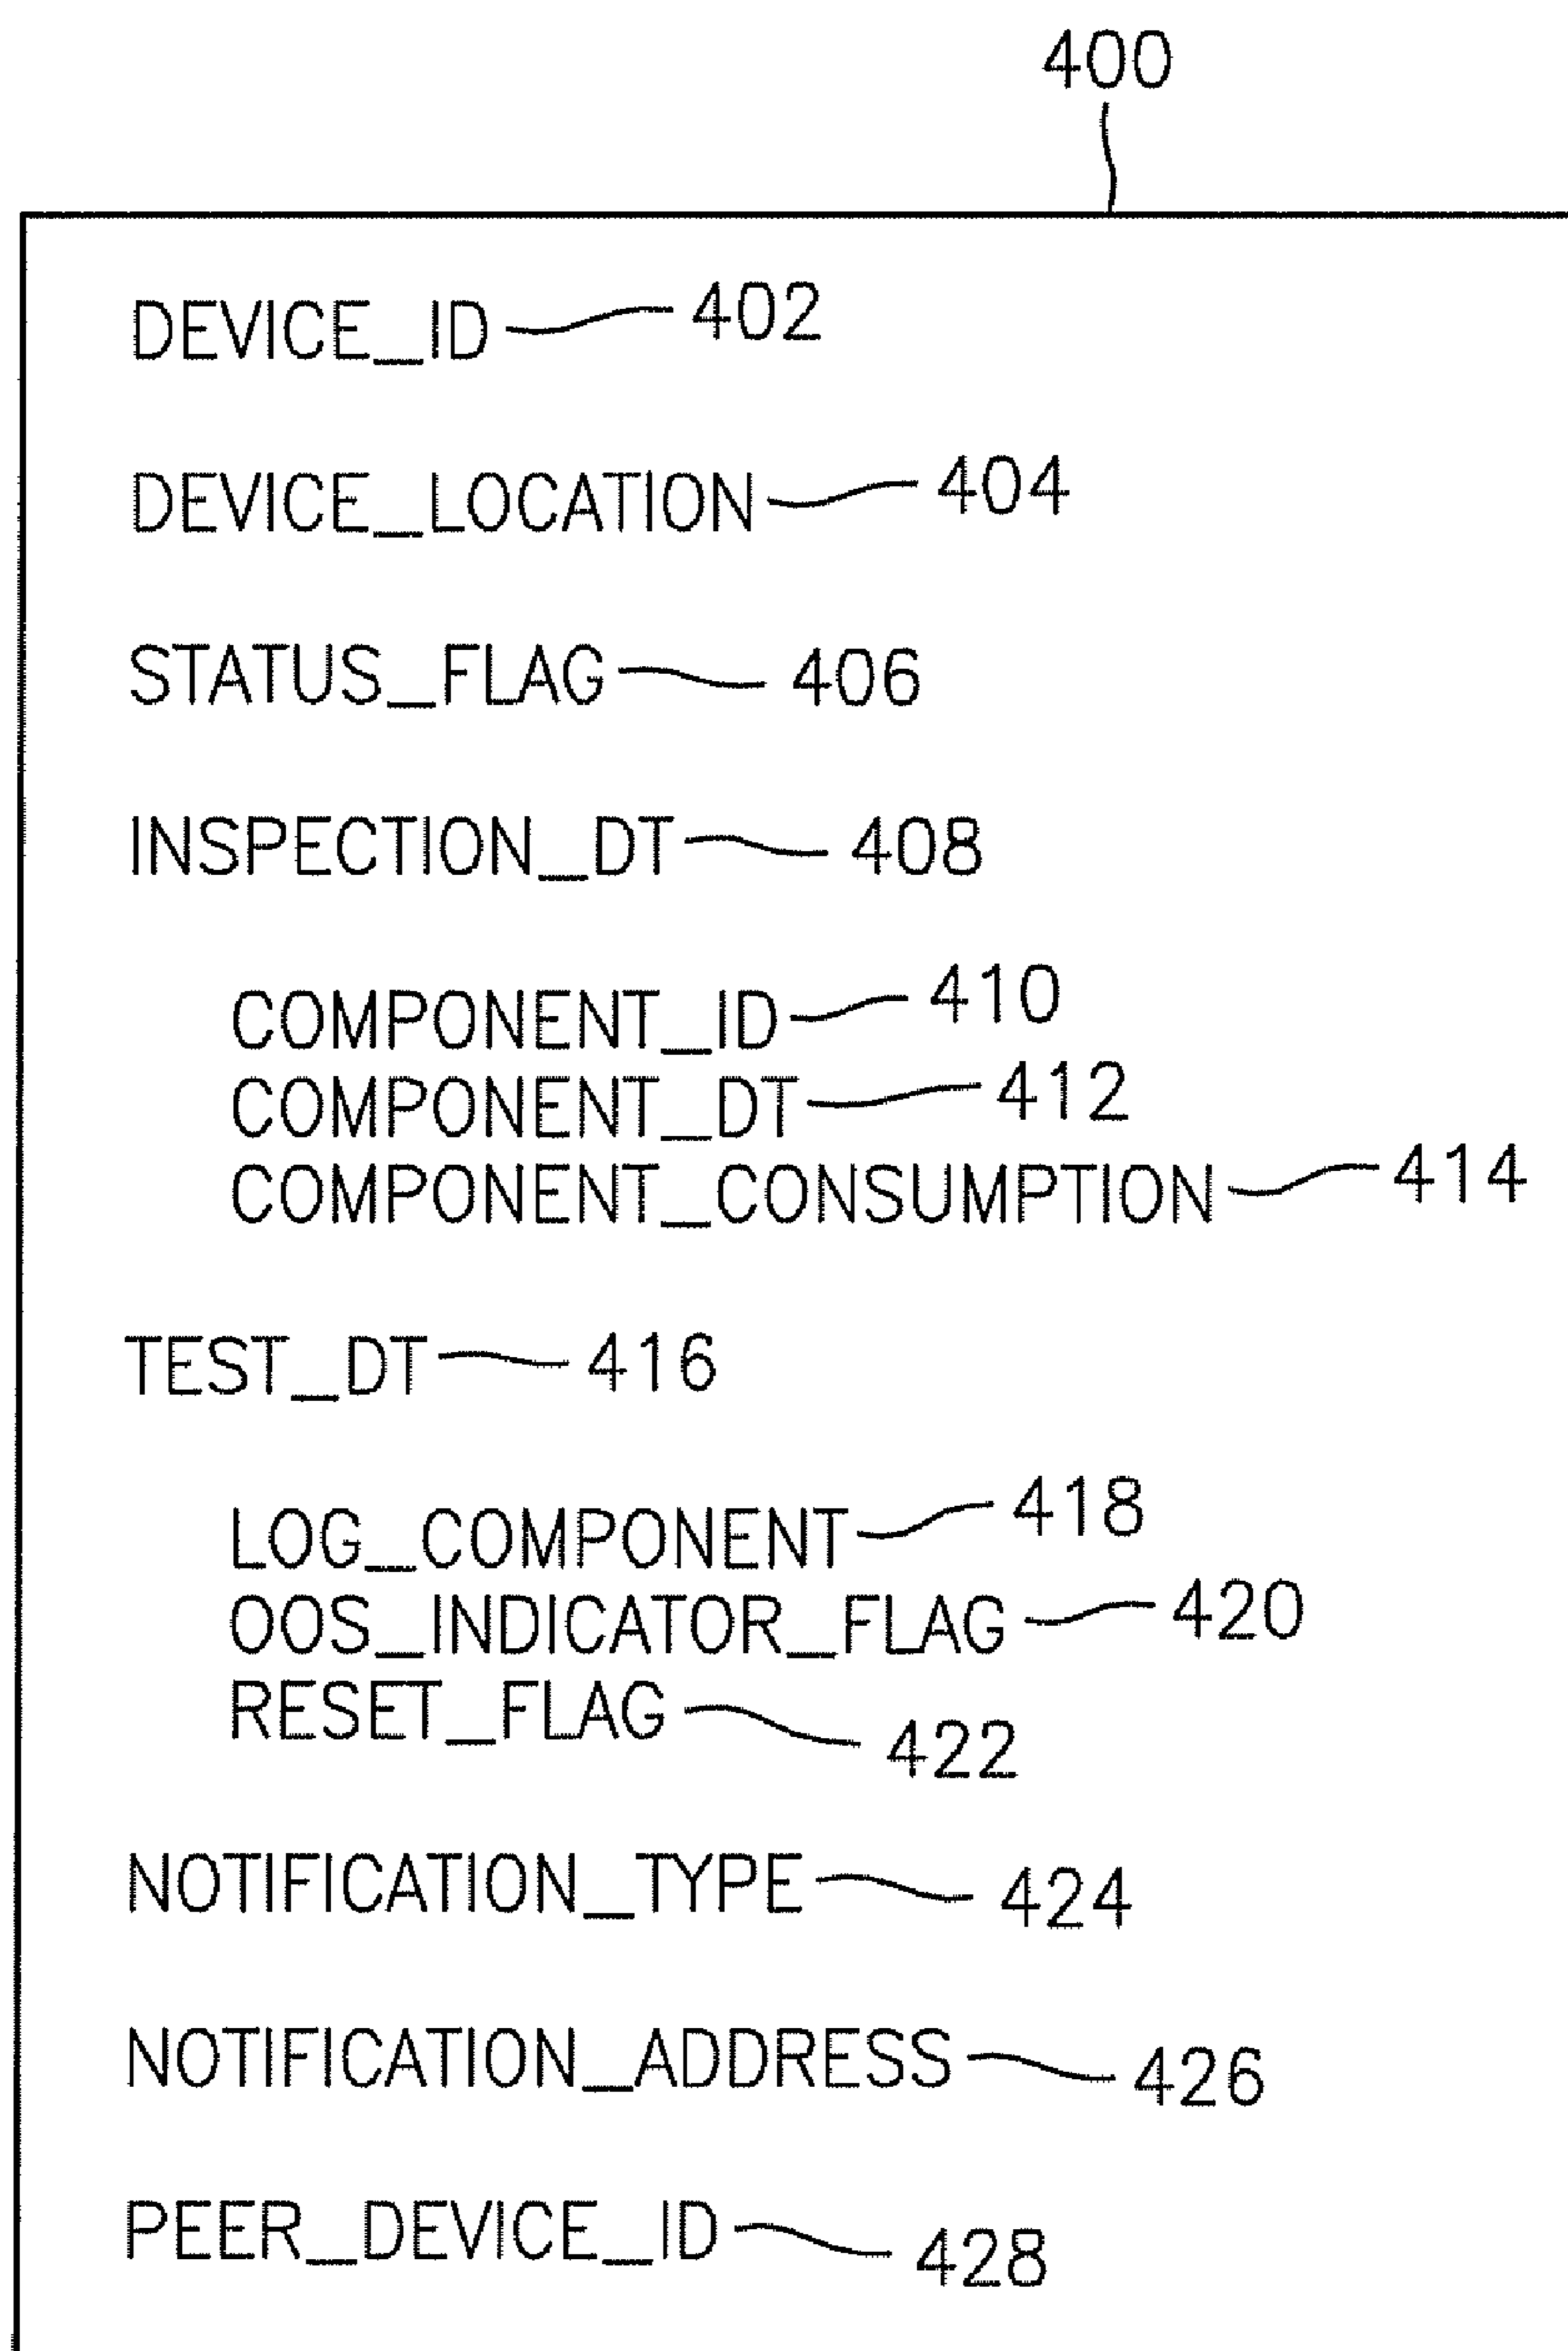 400
DEVICE_ID 402
DEVICE_LOCATION 404
STATUS_FLAG 406
INSPECTION_DT 408
COMPONENT_ID 410
COMPONENT_DT 412
COMPONENT_CONSUMPTION 414
TEST_DT 416
LOG_COMPONENT 418
OOS_INDICATOR_FLAG 420
RESET_FLAG 422
NOTIFICATION_TYPE 424
NOTIFICATION_ADDRESS 426
PEER_DEVICE_ID 428